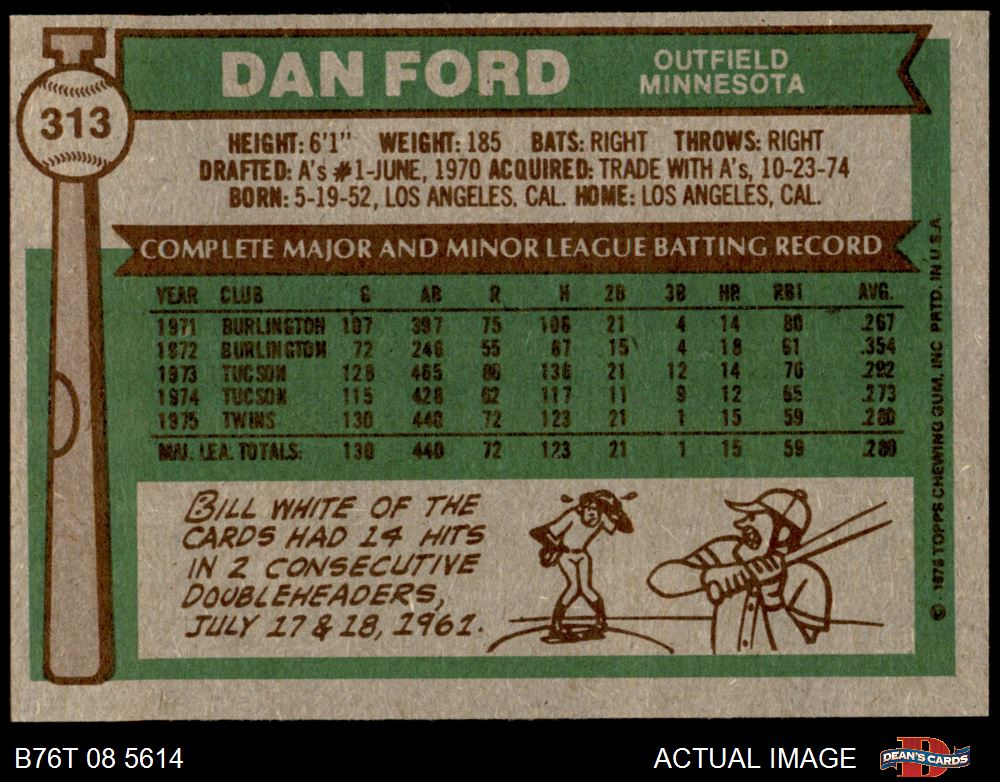 313
DAN FORD
OUTFIELD
MINNESOTA
HEIGHT: 6'1" WEIGHT: 185 BATS: RIGHT THROWS: RIGHT
DRAFTED: A's #1-JUNE, 1970 ACQUIRED: TRADE WITH A's, 10-23-74
BORN: 5-19-52, LOS ANGELES, CAL. HOME: LOS ANGELES, CAL.
COMPLETE MAJOR AND MINOR LEAGUE BATTING RECORD
YEAR CLUB G AB R H 2B 3B HR RBI AVG.
1971 BURLINGTON 107 397 75 106 21 4 14 80 .267
1972 BURLINGTON 72 246 55 87 15 4 18 61 .354
1973 TUCSON 128 465 136 21 12 14 76 .292
1974 TUCSON 115 428 62 117 11 9 12 65 .273
1975 TWINS 130 440 72 123 21 1 15 59 .280
MAJ. LEA. TOTALS: 130 440 72 123 21 1 15 59 .280
BILL WHITE OF THE
CARDS HAD 14 HITS
IN 2 CONSECUTIVE
DOUBLEHEADERS,
JULY 17 & 18, 1961.
© 1976 TOPPS CHEWING GUM, INC PRTD. IN U.S.A
B76T 08 5614
ACTUAL IMAGE
DEAN'S CARDS